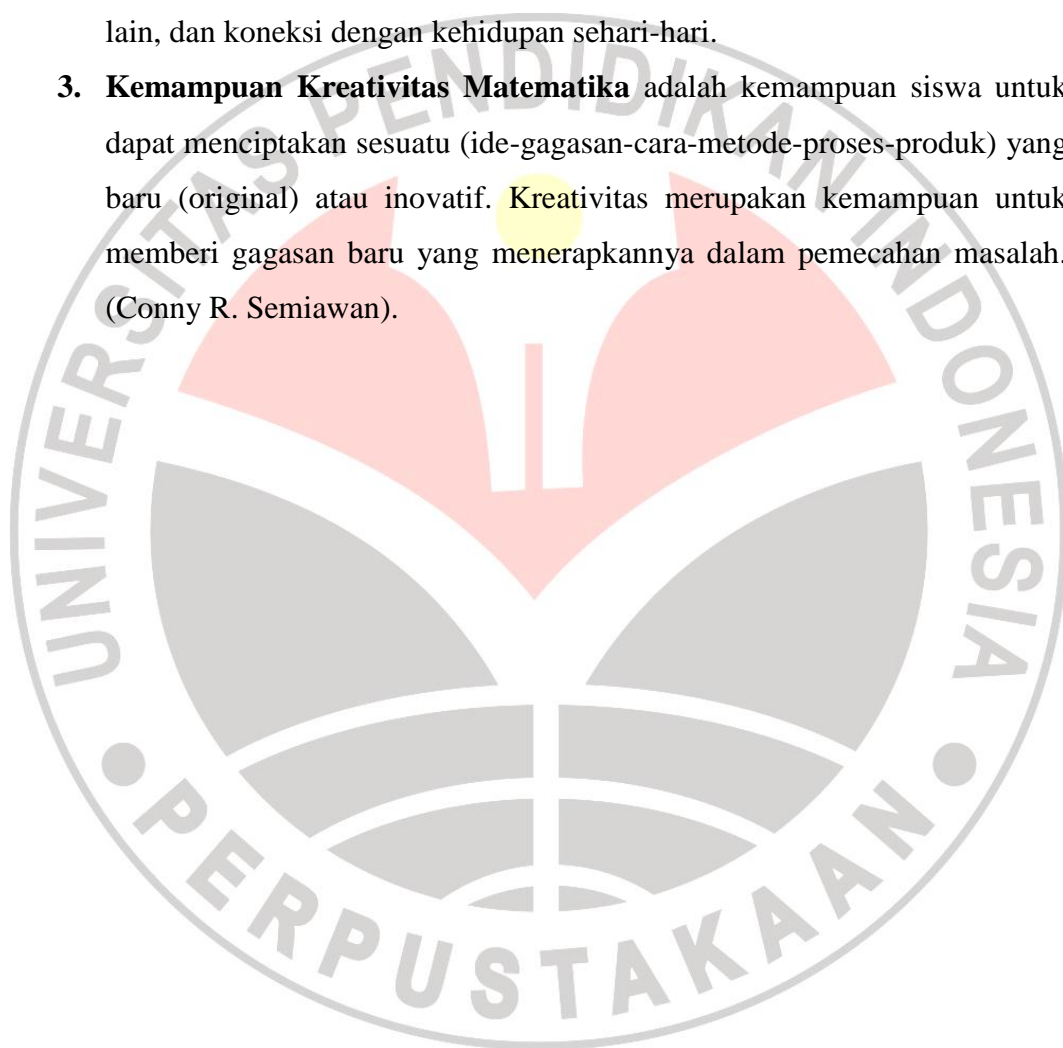 lain, dan koneksi dengan kehidupan sehari-hari.
3. Kemampuan Kreativitas Matematika adalah kemampuan siswa untuk
dapat menciptakan sesuatu (ide-gagasan-cara-metode-proses-produk) yang
baru (original) atau inovatif. Kreativitas merupakan kemampuan untuk
memberi gagasan baru yang menerapkannya dalam pemecahan masalah.
(Conny R. Semiawan).
UNIVERSITAS PENDIDIKAN INDONESIA
PERPUSTAKAAN